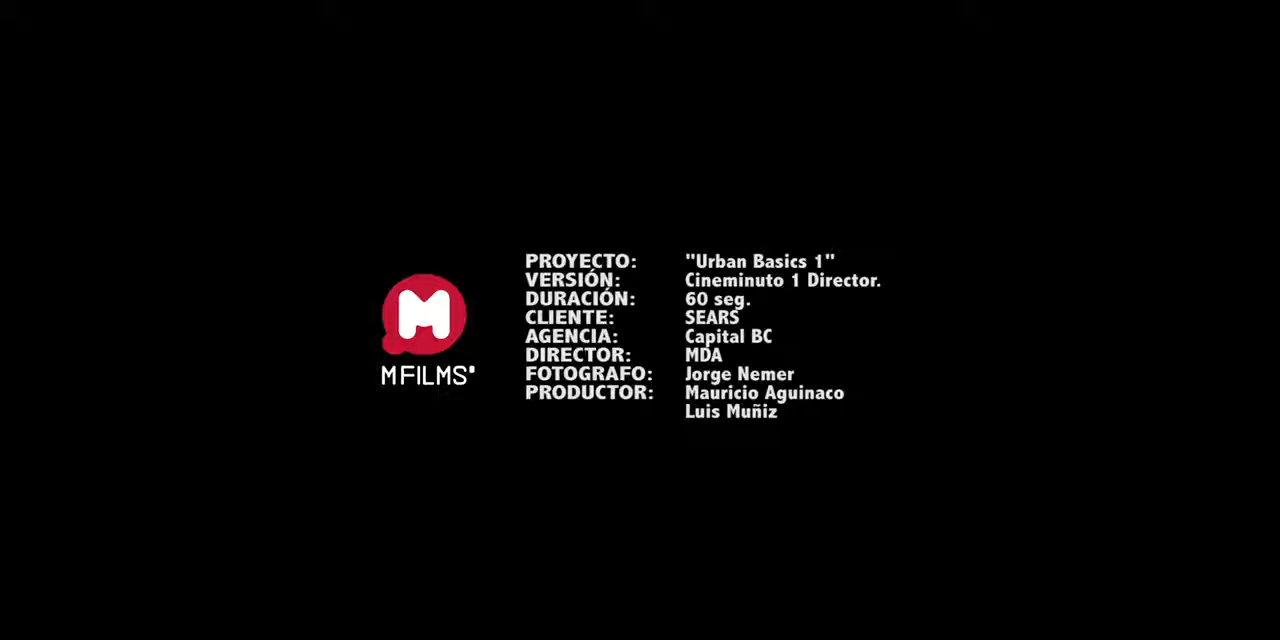 PROYECTO: "Urban Basics 1"
VERSIÓN: Cineminuto 1 Director.
DURACIÓN: 60 seg.
CLIENTE: SEARS
AGENCIA: Capital BC
DIRECTOR: MDA
FOTOGRAFO: Jorge Nemer
PRODUCTOR: Mauricio Aguinaco
Luis Muñiz
M
M FILMS